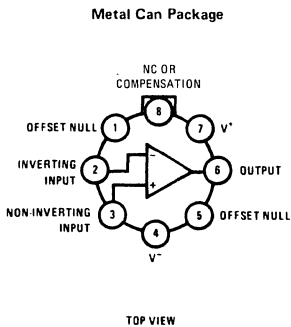 Metal Can Package
NC OR
COMPENSATION
8
OFFSET NULL 1
7 V+
INVERTING
INPUT
2
−
6 OUTPUT
NON-INVERTING
INPUT
3
+
5 OFFSET NULL
4
V−
TOP VIEW